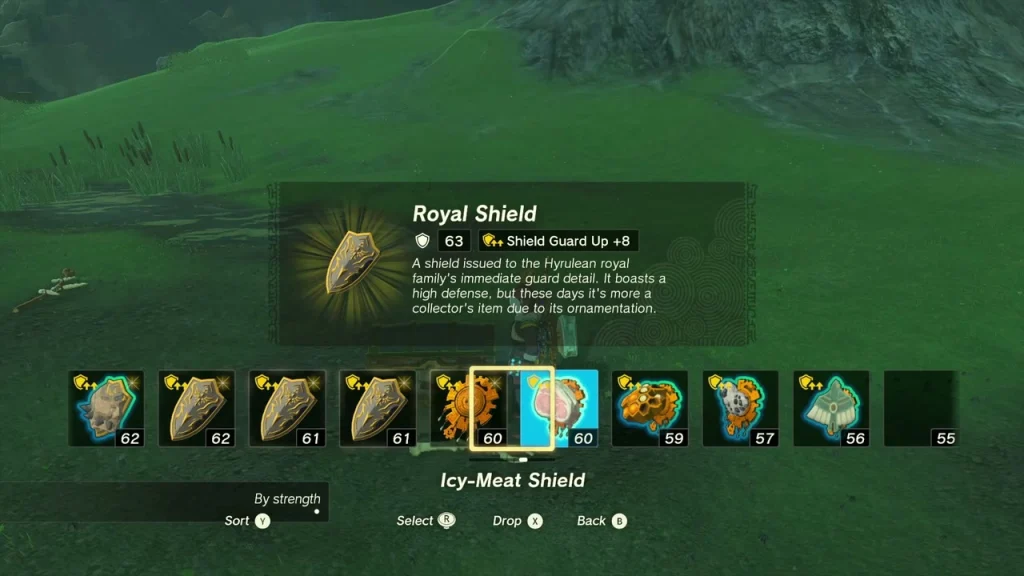 Royal Shield
63 Shield Guard Up +8
A shield issued to the Hyrulean royal
family's immediate guard detail. It boasts a
high defense, but these days it's more a
collector's item due to its ornamentation.
62 62 61 61 60 60 59 57 56 55
Icy-Meat Shield
By strength
Sort Y Select R Drop X Back B